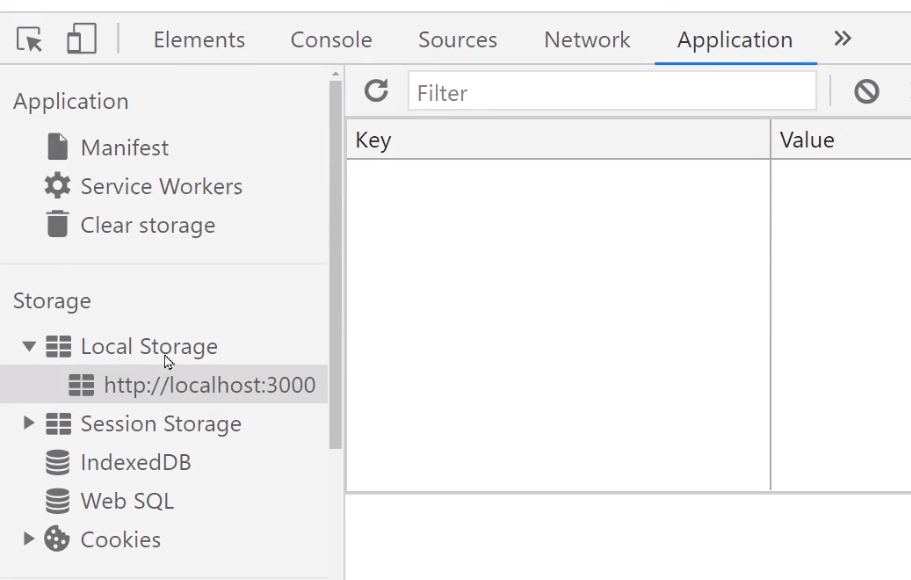 Elements Console Sources Network Application »
Application
Manifest
Service Workers
Clear storage
Storage
Local Storage
http://localhost:3000
Session Storage
IndexedDB
Web SQL
Cookies
Filter
Key Value